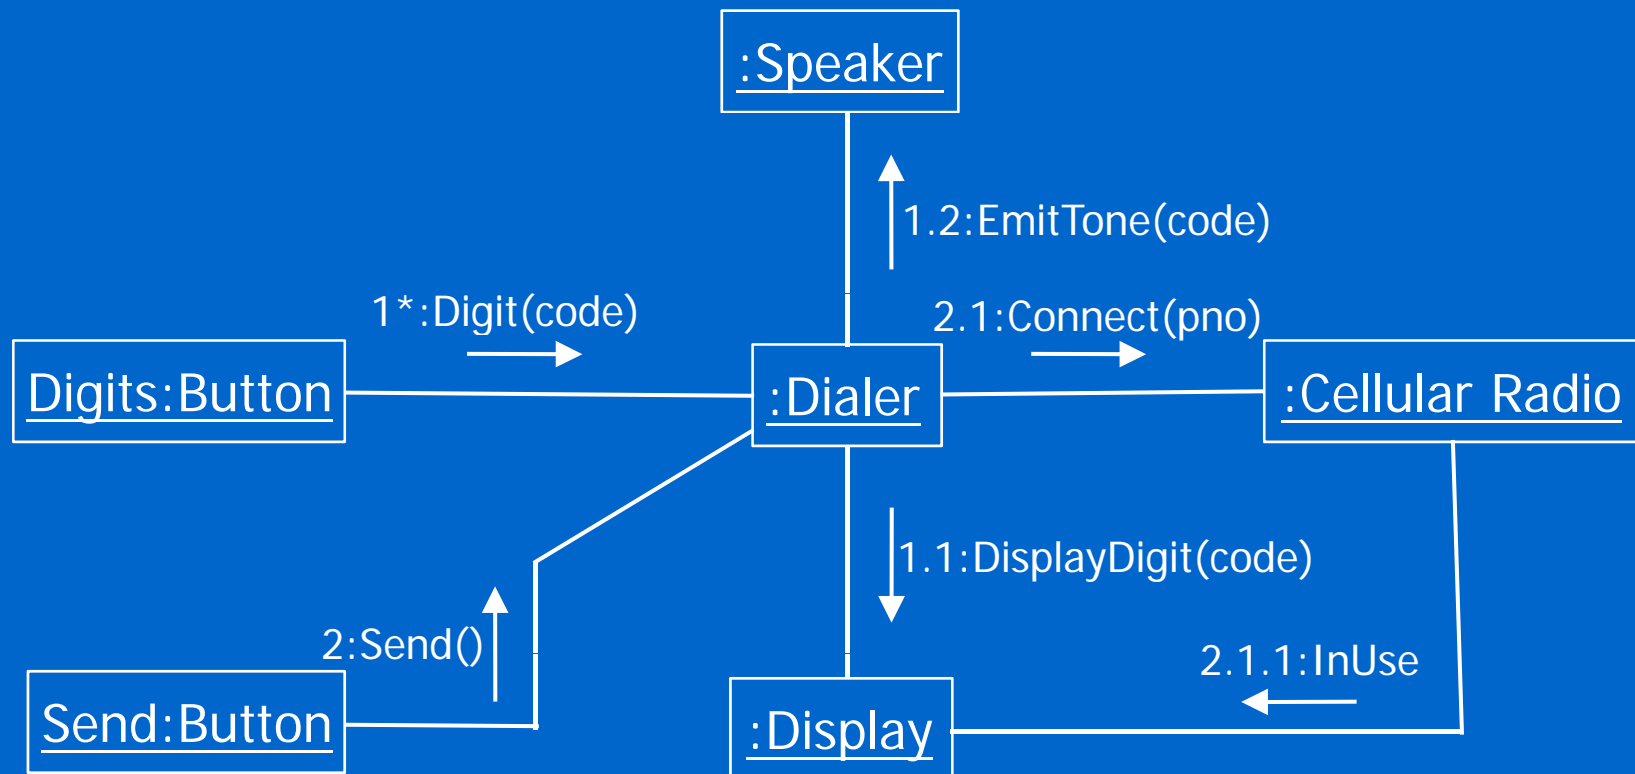 :Speaker
1.2:EmitTone(code)
1*:Digit(code)
2.1:Connect(pno)
Digits:Button
:Dialer
:Cellular Radio
1.1:DisplayDigit(code)
2:Send()
2.1.1:InUse
Send:Button
:Display